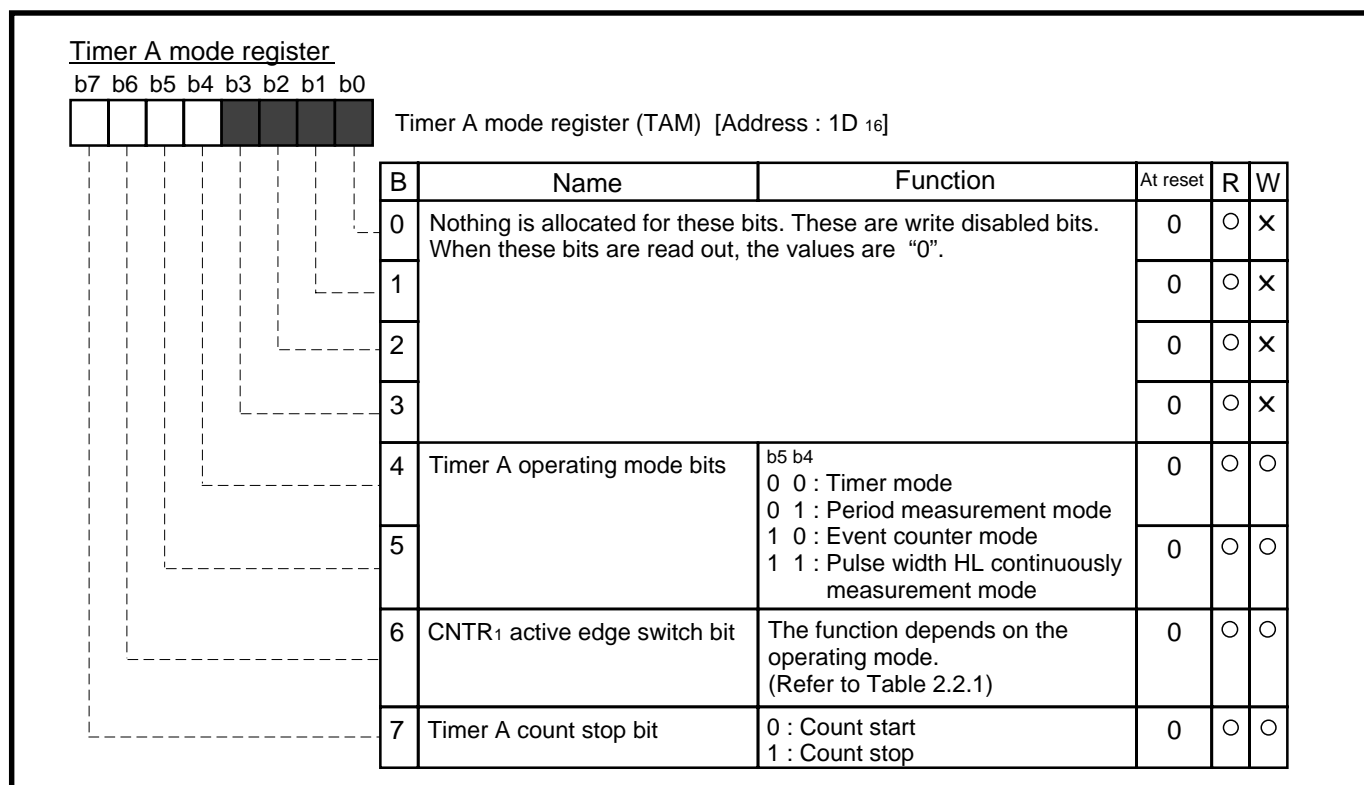 Timer A mode register
b7 b6 b5 b4 b3 b2 b1 b0
Timer A mode register (TAM) [Address : 1D 16]
B Name Function At reset R W
0 Nothing is allocated for these bits. These are write disabled bits. 0 ○ ×
When these bits are read out, the values are “0”.
1 0 ○ ×
2 0 ○ ×
3 0 ○ ×
4 Timer A operating mode bits b5 b4 0 ○ ○
0 0 : Timer mode
0 1 : Period measurement mode
1 0 : Event counter mode
5 0 ○ ○
1 1 : Pulse width HL continuously
measurement mode
6 CNTR1 active edge switch bit The function depends on the 0 ○ ○
operating mode.
(Refer to Table 2.2.1)
7 Timer A count stop bit 0 : Count start 0 ○ ○
1 : Count stop